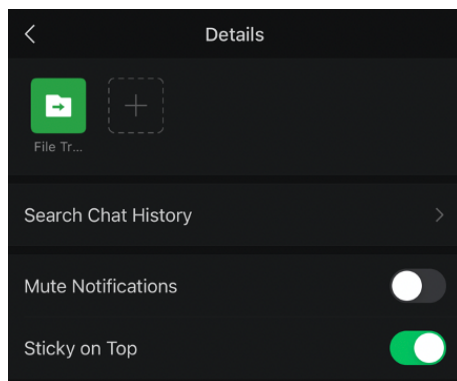 Details
File Tr...
Search Chat History
Mute Notifications
Sticky on Top